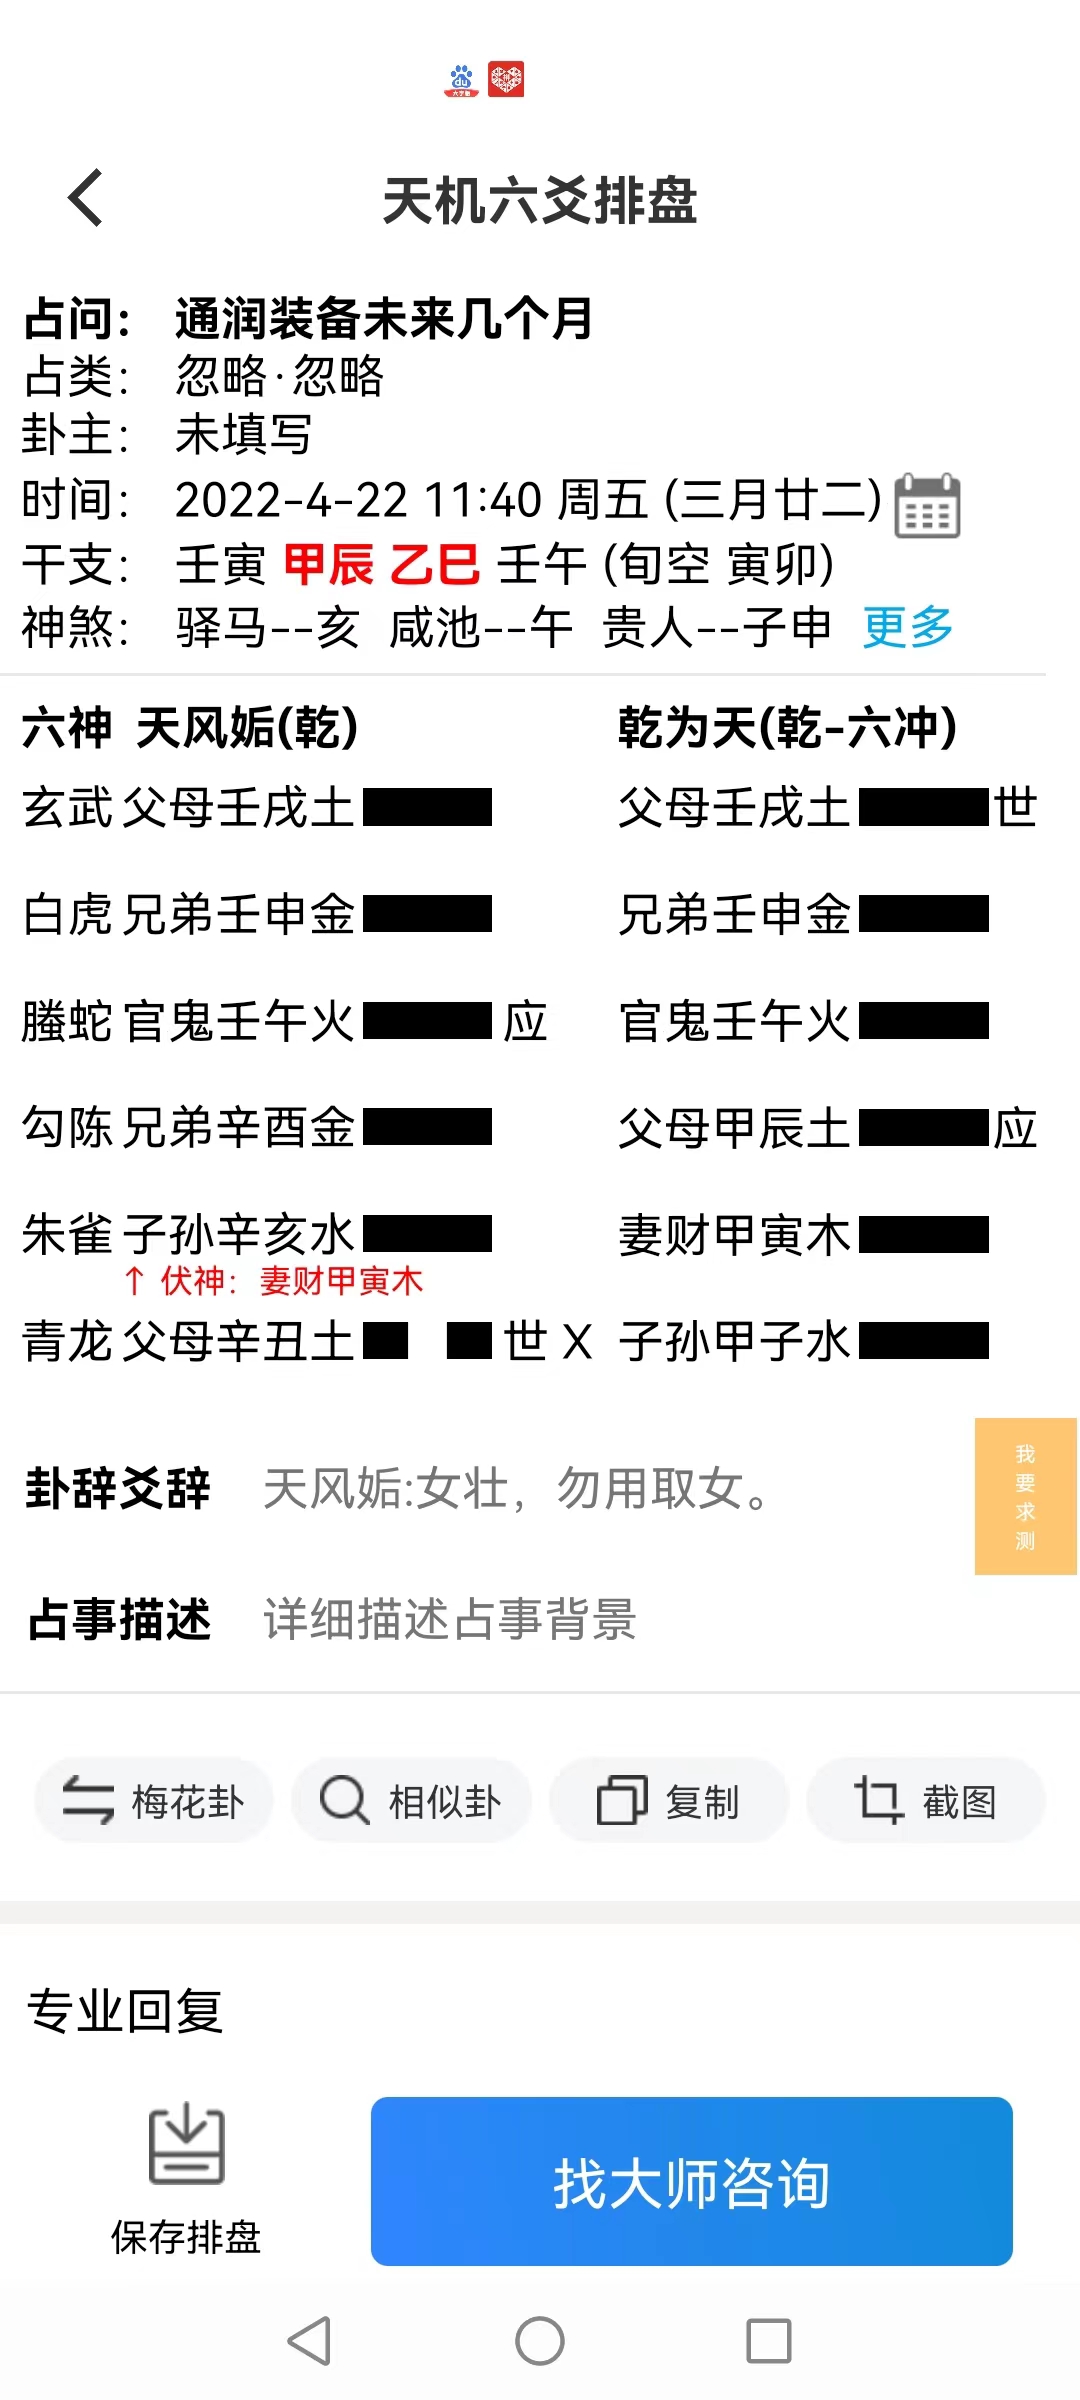 du
六字歌
天机六爻排盘
占问： 通润装备未来几个月
占类： 忽略·忽略
卦主： 未填写
时间： 2022-4-22 11:40 周五 (三月廿二)
干支： 壬寅 甲辰 乙巳 壬午 (旬空 寅卯)
神煞： 驿马--亥 咸池--午 贵人--子申 更多
六神 天风姤(乾) 乾为天(乾-六冲)
玄武 父母壬戌土 父母壬戌土 世
白虎 兄弟壬申金 兄弟壬申金
螣蛇 官鬼壬午火 应 官鬼壬午火
勾陈 兄弟辛酉金 父母甲辰土 应
朱雀 子孙辛亥水 妻财甲寅木
↑ 伏神：妻财甲寅木
青龙 父母辛丑土 世 X 子孙甲子水
卦辞爻辞 天风姤:女壮，勿用取女。
我要求测
占事描述 详细描述占事背景
梅花卦 相似卦 复制 截图
专业回复
保存排盘 找大师咨询